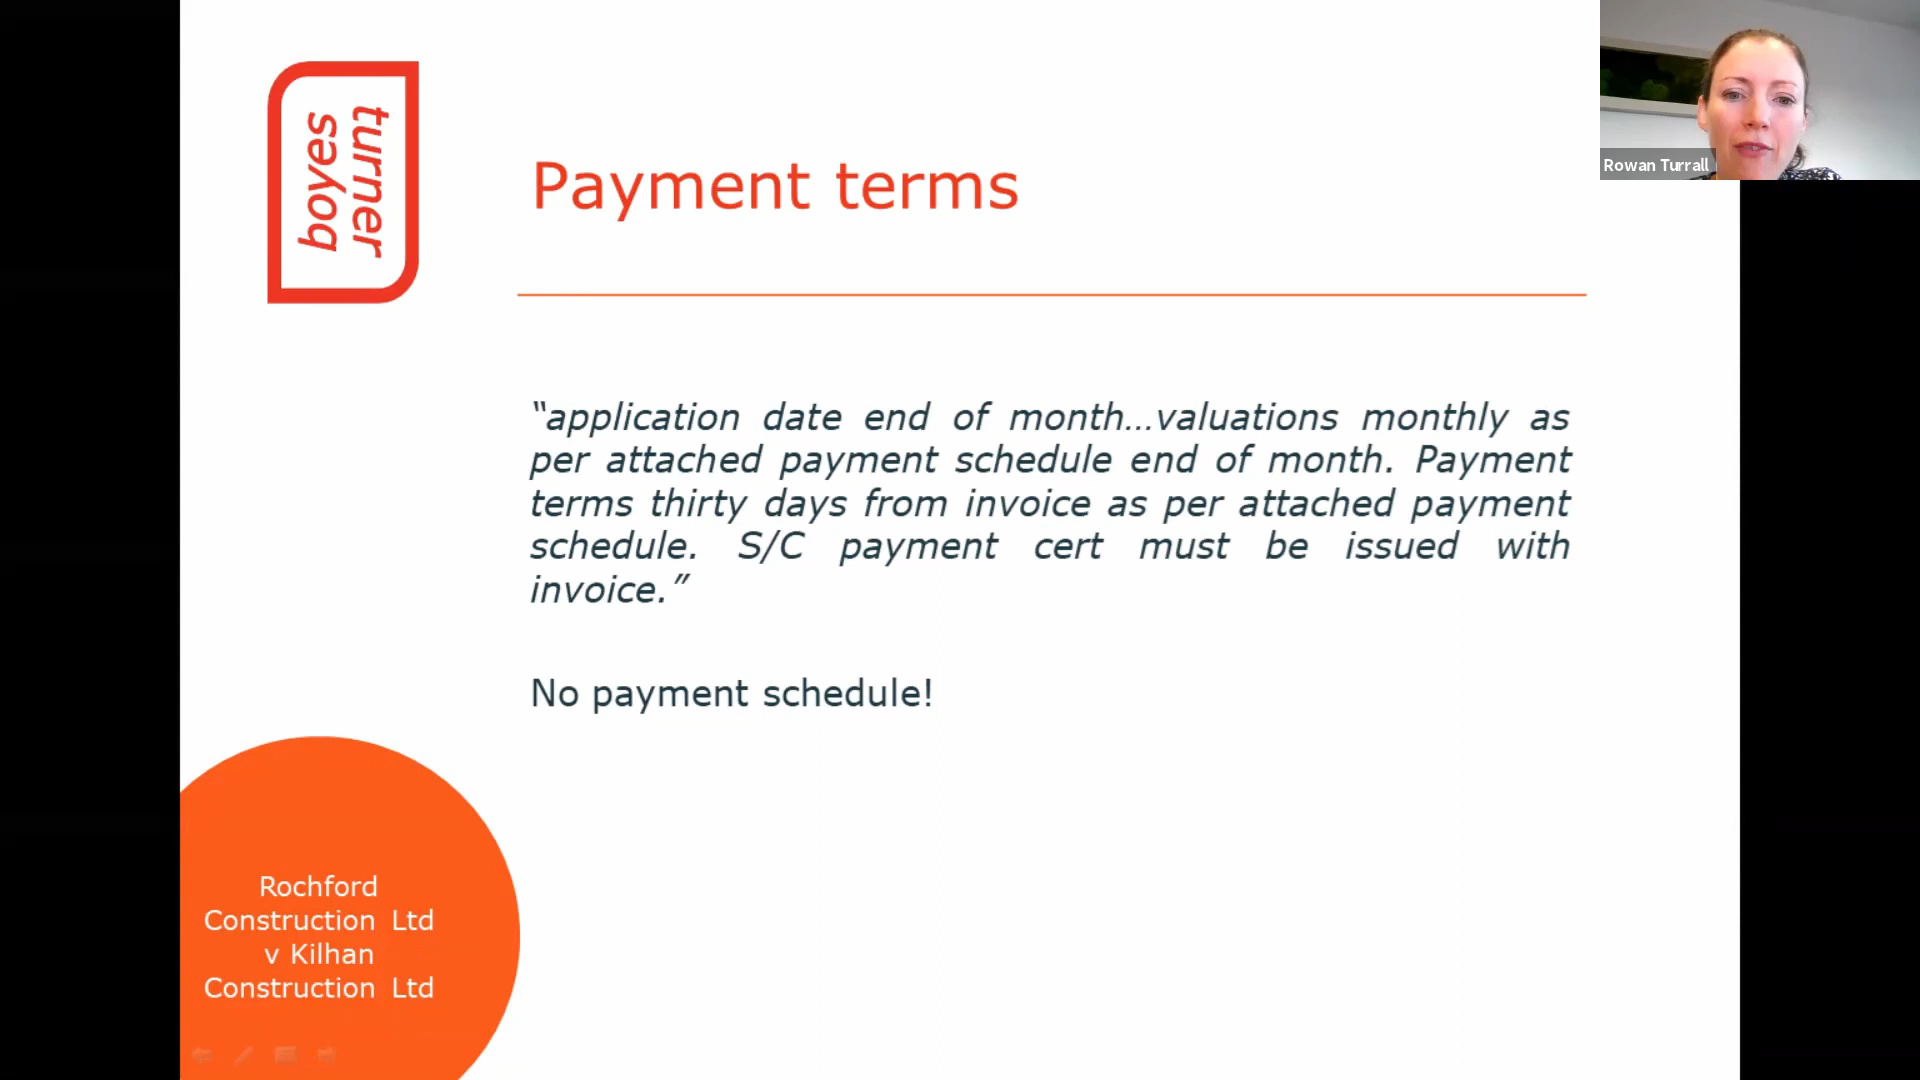 turner
boyes
Rowan Turrall
Payment terms
“application date end of month...valuations monthly as
per attached payment schedule end of month. Payment
terms thirty days from invoice as per attached payment
schedule. S/C payment cert must be issued with
invoice.”
No payment schedule!
Rochford
Construction Ltd
v Kilhan
Construction Ltd